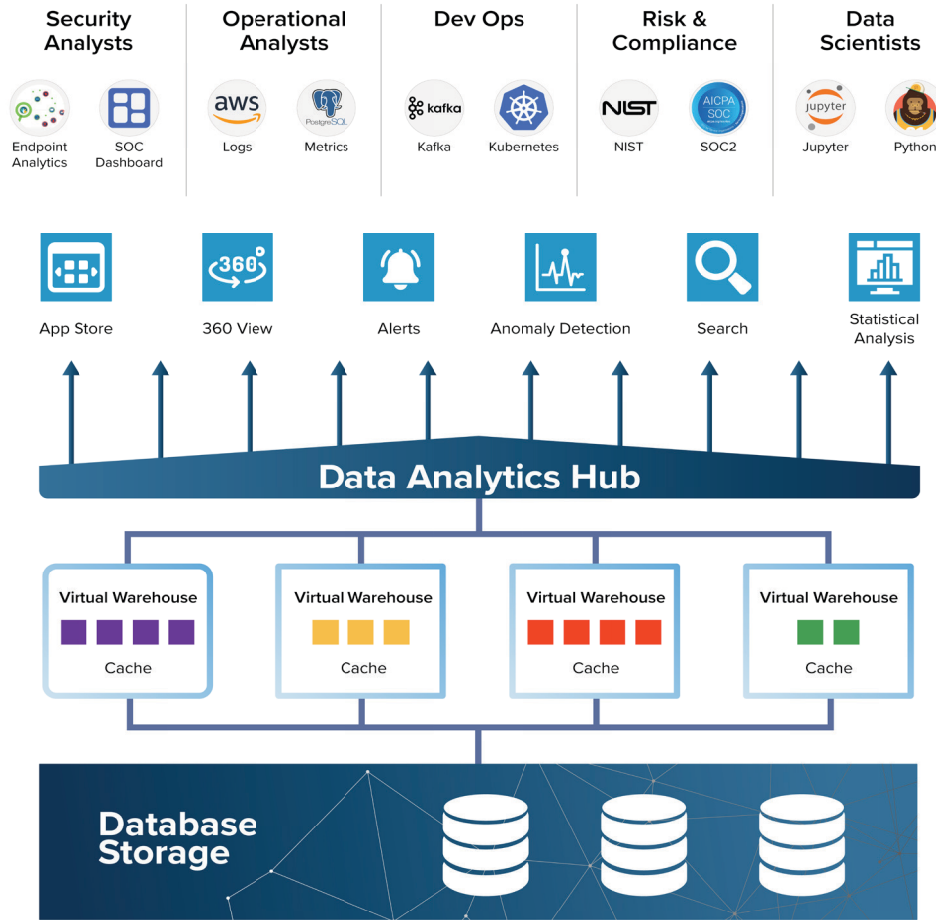 Security
Analysts
Operational
Analysts
Dev Ops
Risk &
Compliance
Data
Scientists
aws
PostgreSQL
kafka
NIST
AICPA
SOC
jupyter
Endpoint
Analytics
SOC
Dashboard
Logs
Metrics
Kafka
Kubernetes
NIST
SOC2
Jupyter
Python
360°
App Store
360 View
Alerts
Anomaly Detection
Search
Statistical
Analysis
Data Analytics Hub
Virtual Warehouse
Cache
Virtual Warehouse
Cache
Virtual Warehouse
Cache
Virtual Warehouse
Cache
Database
Storage